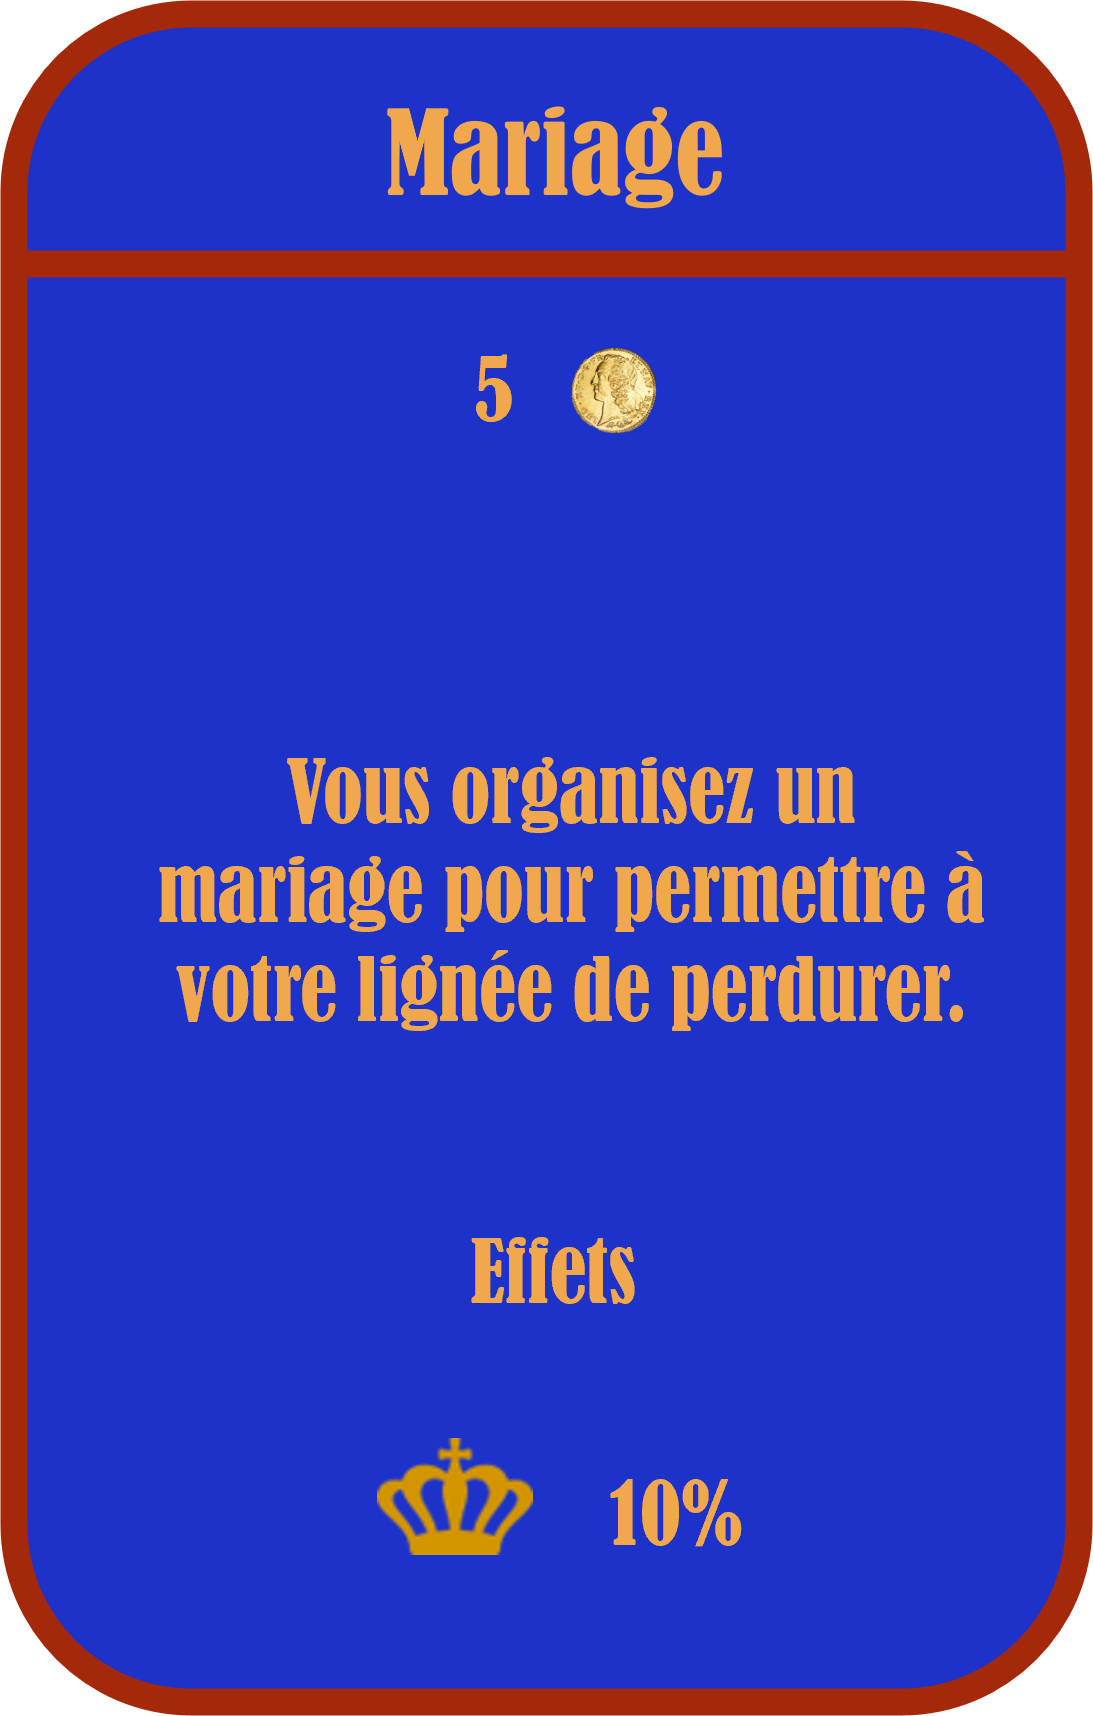 Mariage
5
Vous organisez un
mariage pour permettre à
votre lignée de perdurer.
Effets
10%